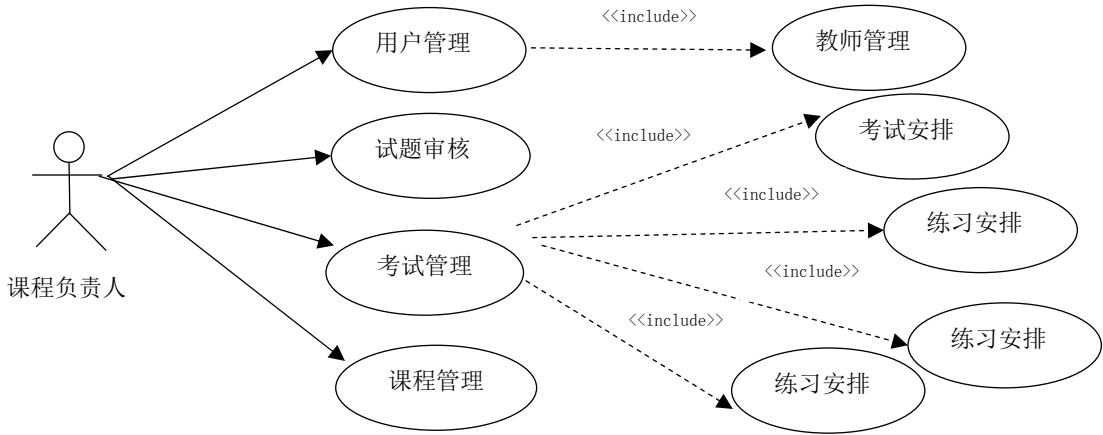 <<include>>
用户管理
教师管理
<<include>>
考试安排
试题审核
<<include>>
练习安排
考试管理
<<include>>
课程负责人
<<include>>
练习安排
课程管理
练习安排